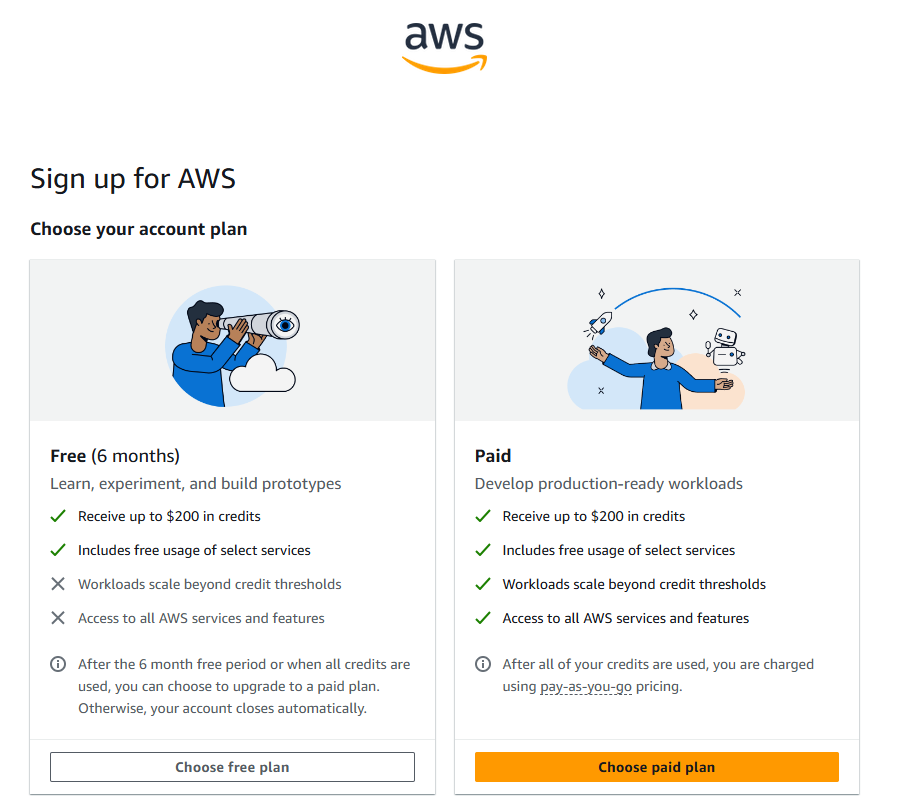 aws
Sign up for AWS
Choose your account plan
Free (6 months)
Learn, experiment, and build prototypes
Receive up to $200 in credits
Includes free usage of select services
Workloads scale beyond credit thresholds
Access to all AWS services and features
After the 6 month free period or when all credits are
used, you can choose to upgrade to a paid plan.
Otherwise, your account closes automatically.
Choose free plan
Paid
Develop production-ready workloads
Receive up to $200 in credits
Includes free usage of select services
Workloads scale beyond credit thresholds
Access to all AWS services and features
After all of your credits are used, you are charged
using pay-as-you-go pricing.
Choose paid plan